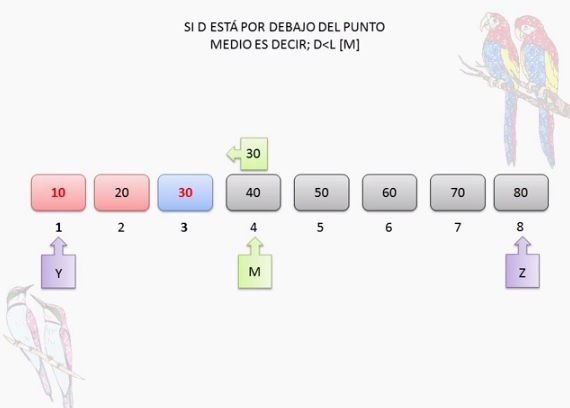 SI D ESTÁ POR DEBAJO DEL PUNTO
MEDIO ES DECIR; D<L [M]
30
10 20 30 40 50 60 70 80
1 2 3 4 5 6 7 8
Y M Z